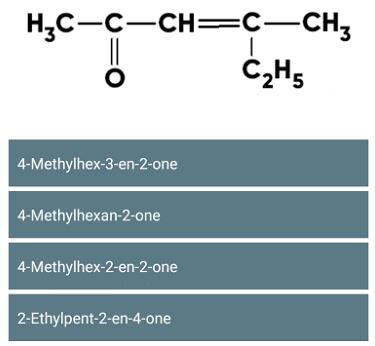 H₃C—C—CH=C—CH₃
O
C₂H₅
4-Methylhex-3-en-2-one
4-Methylhexan-2-one
4-Methylhex-2-en-2-one
2-Ethylpent-2-en-4-one